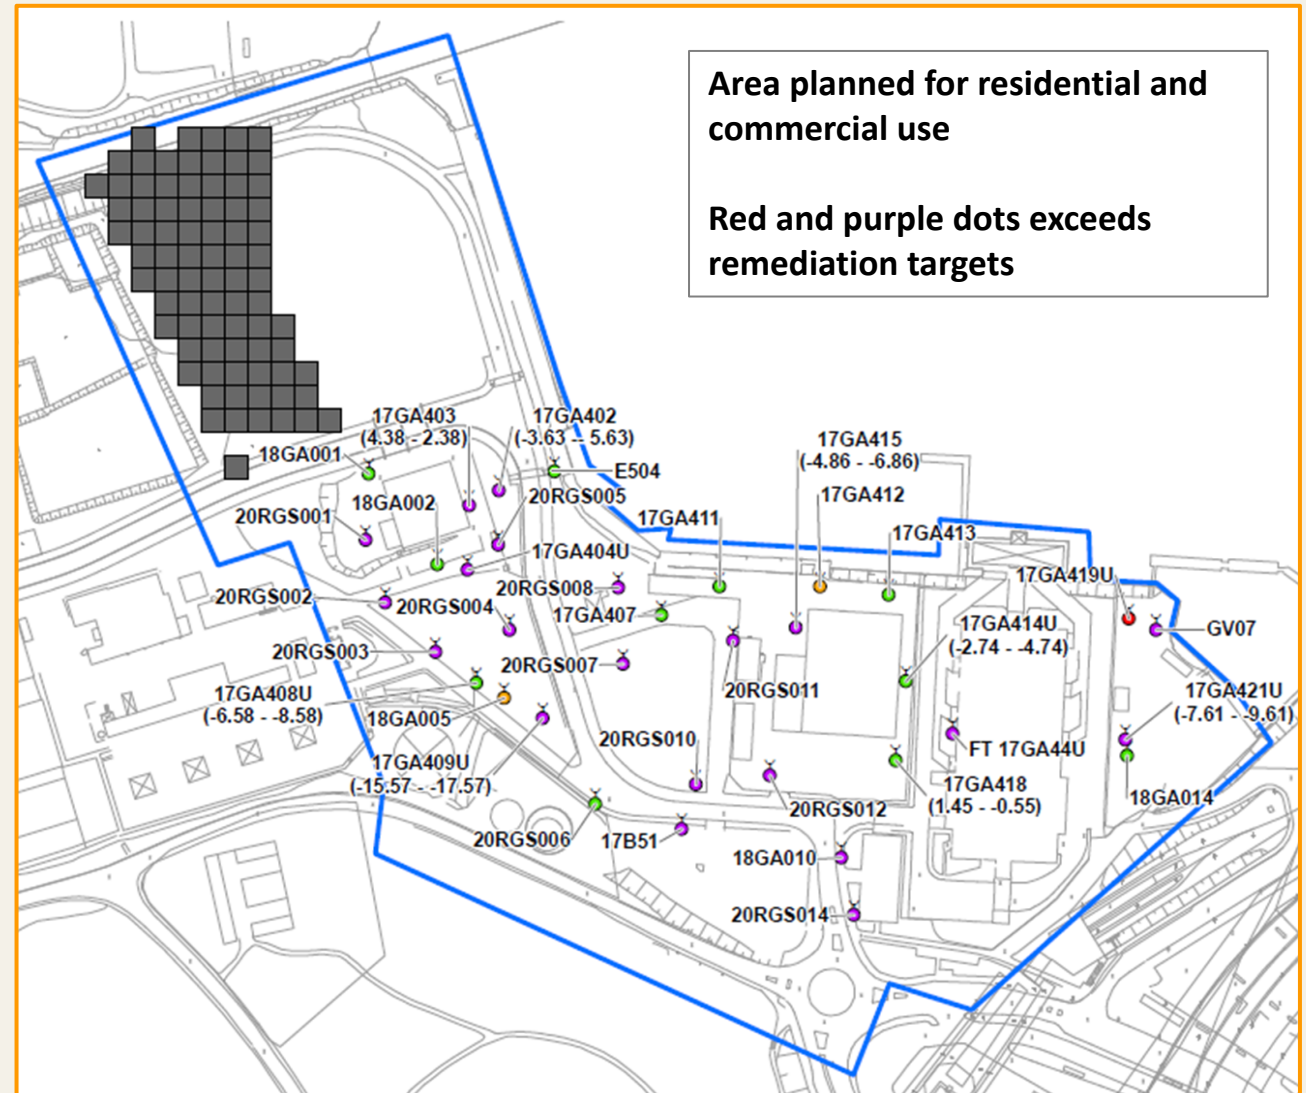 Area planned for residential and
commercial use
Red and purple dots exceeds
remediation targets
17GA403
(4.38 - 2.38)
17GA402
(-3.63 -- 5.63)
17GA415
(-4.86 - -6.86)
18GA001
E504
18GA002
20RGS005
17GA412
20RGS001
17GA411
17GA413
17GA404U
17GA419U
20RGS008
20RGS002
20RGS004
17GA407
17GA414U
(-2.74 - -4.74)
GV07
20RGS003
20RGS007
20RGS011
17GA408U
(-6.58 - -8.58)
18GA005
17GA421U
(-7.61 - -9.61)
20RGS010
FT 17GA44U
17GA409U
(-15.57 - -17.57)
17GA418
(1.45 - -0.55)
18GA014
20RGS012
20RGS006
17B51
18GA010
20RGS014